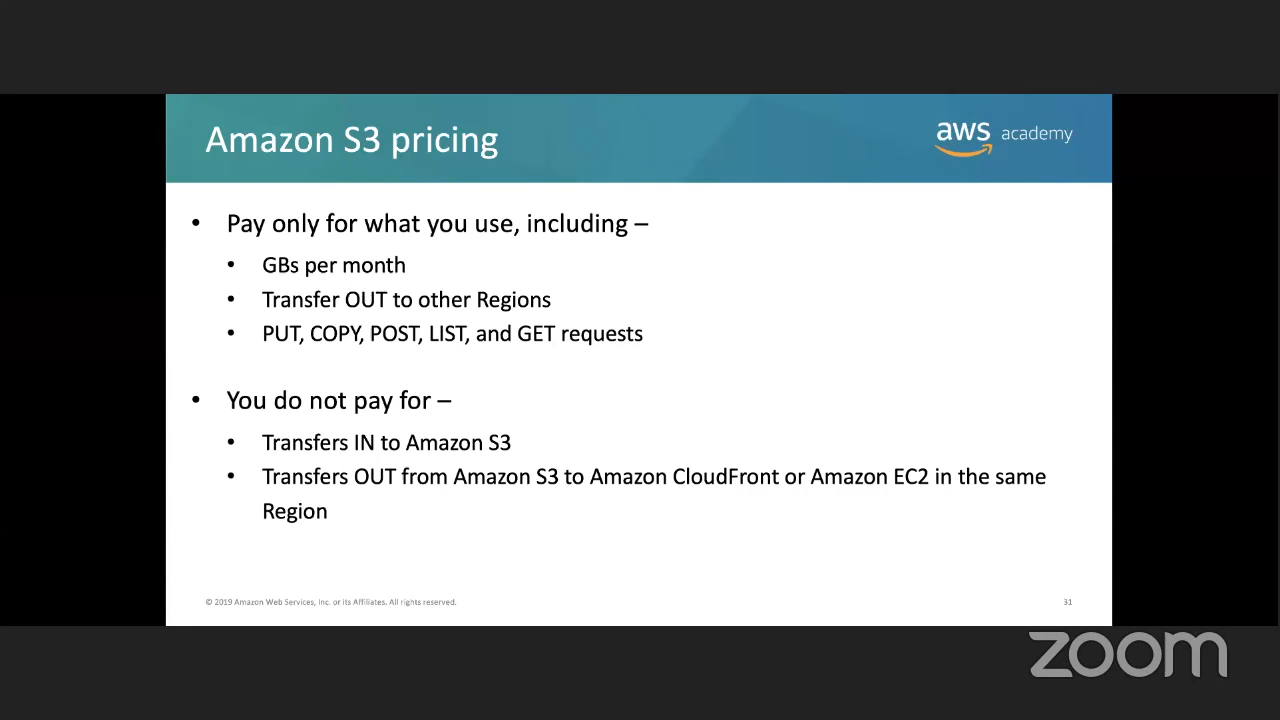 Amazon S3 pricing
aws academy
• Pay only for what you use, including –
• GBs per month
• Transfer OUT to other Regions
• PUT, COPY, POST, LIST, and GET requests
• You do not pay for –
• Transfers IN to Amazon S3
• Transfers OUT from Amazon S3 to Amazon CloudFront or Amazon EC2 in the same
Region
© 2019 Amazon Web Services, Inc. or its Affiliates. All rights reserved.
31
zoom